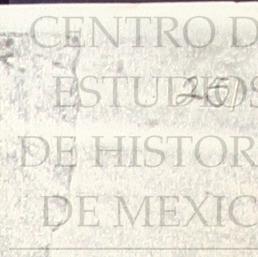 CENTRO D
ESTUDIOS
DE HISTOR
DE MEXIC